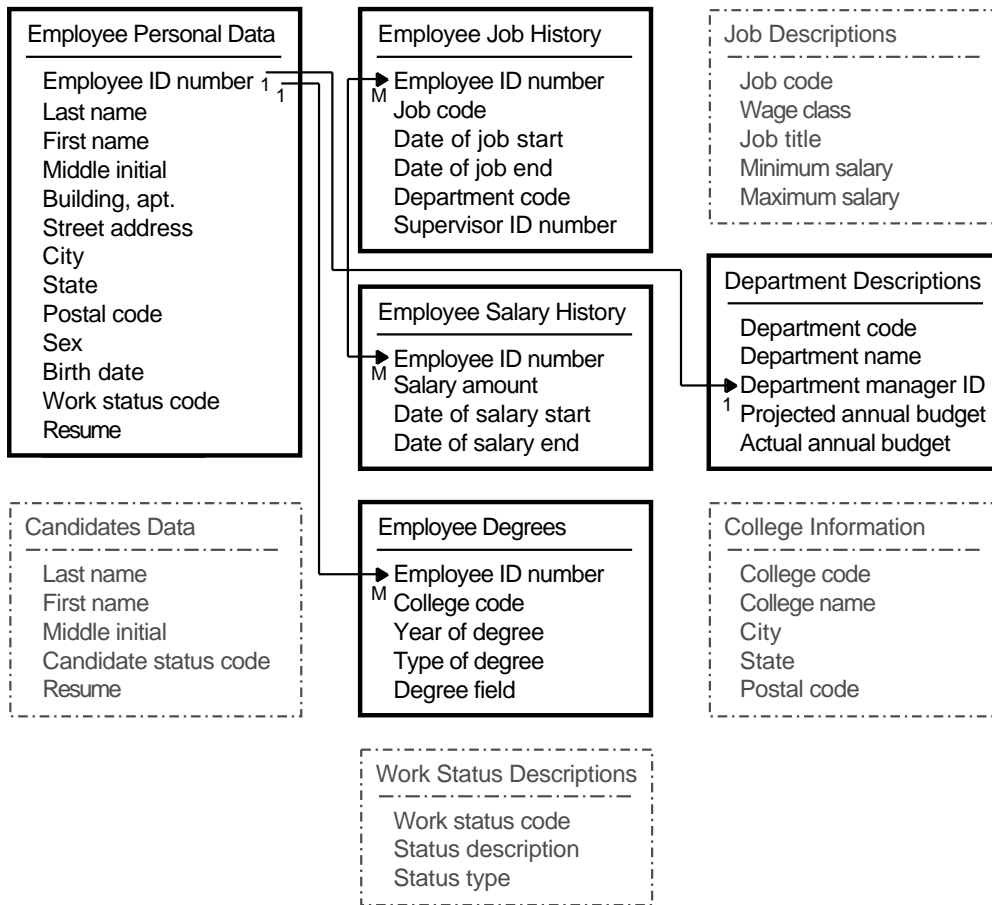 Employee Personal Data
Employee ID number 1
1
Last name
First name
Middle initial
Building, apt.
Street address
City
State
Postal code
Sex
Birth date
Work status code
Resume
Employee Job History
Employee ID number
M
Job code
Date of job start
Date of job end
Department code
Supervisor ID number
Job Descriptions
Job code
Wage class
Job title
Minimum salary
Maximum salary
Employee Salary History
Employee ID number
M
Salary amount
Date of salary start
Date of salary end
Department Descriptions
Department code
Department name
Department manager ID
1
Projected annual budget
Actual annual budget
Candidates Data
Last name
First name
Middle initial
Candidate status code
Resume
Employee Degrees
Employee ID number
M
College code
Year of degree
Type of degree
Degree field
College Information
College code
College name
City
State
Postal code
Work Status Descriptions
Work status code
Status description
Status type